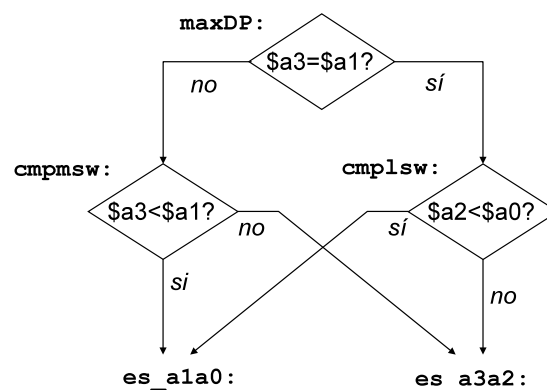 maxDP:
$a3=$a1?
no
sí
cmpmsw:
cmplsw:
$a3<$a1?
$a2<$a0?
no
sí
si
no
es_a1a0:
es a3a2: